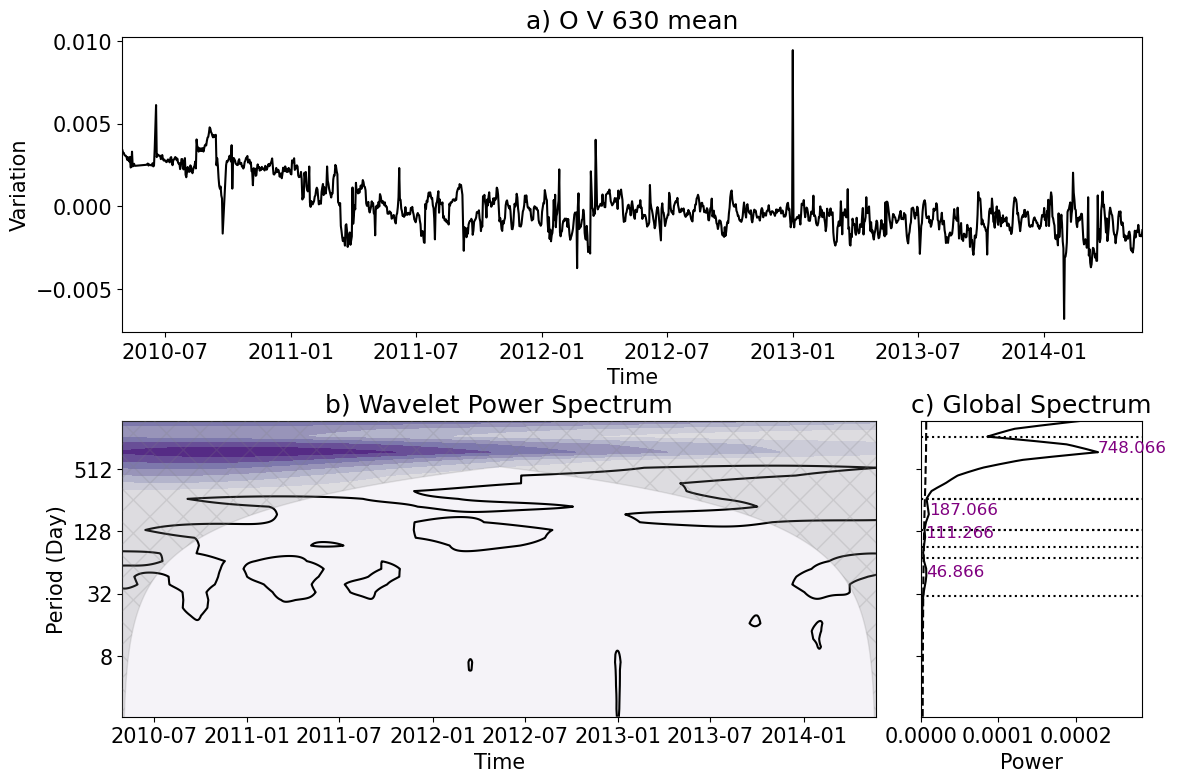 a) O V 630 mean
0.010
0.005
0.000
−0.005
Variation
2010-07 2011-01 2011-07 2012-01 2012-07 2013-01 2013-07 2014-01
Time
b) Wavelet Power Spectrum
512
128
32
8
Period (Day)
2010-07 2011-01 2011-07 2012-01 2012-07 2013-01 2013-07 2014-01
Time
c) Global Spectrum
748.066
187.066
111.266
46.866
0.0000 0.0001 0.0002
Power